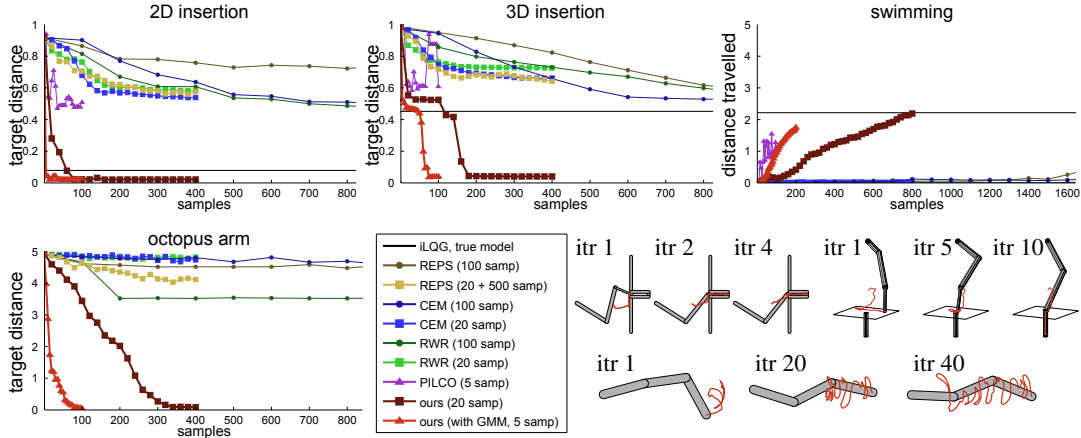 2D insertion
target distance
1
0.8
0.6
0.4
0.2
0
100 200 300 400 500 600 700 800
samples
3D insertion
target distance
1
0.8
0.6
0.4
0.2
0
100 200 300 400 500 600 700 800
samples
swimming
distance travelled
5
4
3
2
1
0
200 400 600 800 1000 1200 1400 1600
samples
octopus arm
target distance
5
4
3
2
1
0
100 200 300 400 500 600 700 800
samples
iLQG, true model
REPS (100 samp)
REPS (20 + 500 samp)
CEM (100 samp)
CEM (20 samp)
RWR (100 samp)
RWR (20 samp)
PILCO (5 samp)
ours (20 samp)
ours (with GMM, 5 samp)
itr 1
itr 2
itr 4
itr 1
itr 5
itr 10
itr 1
itr 20
itr 40